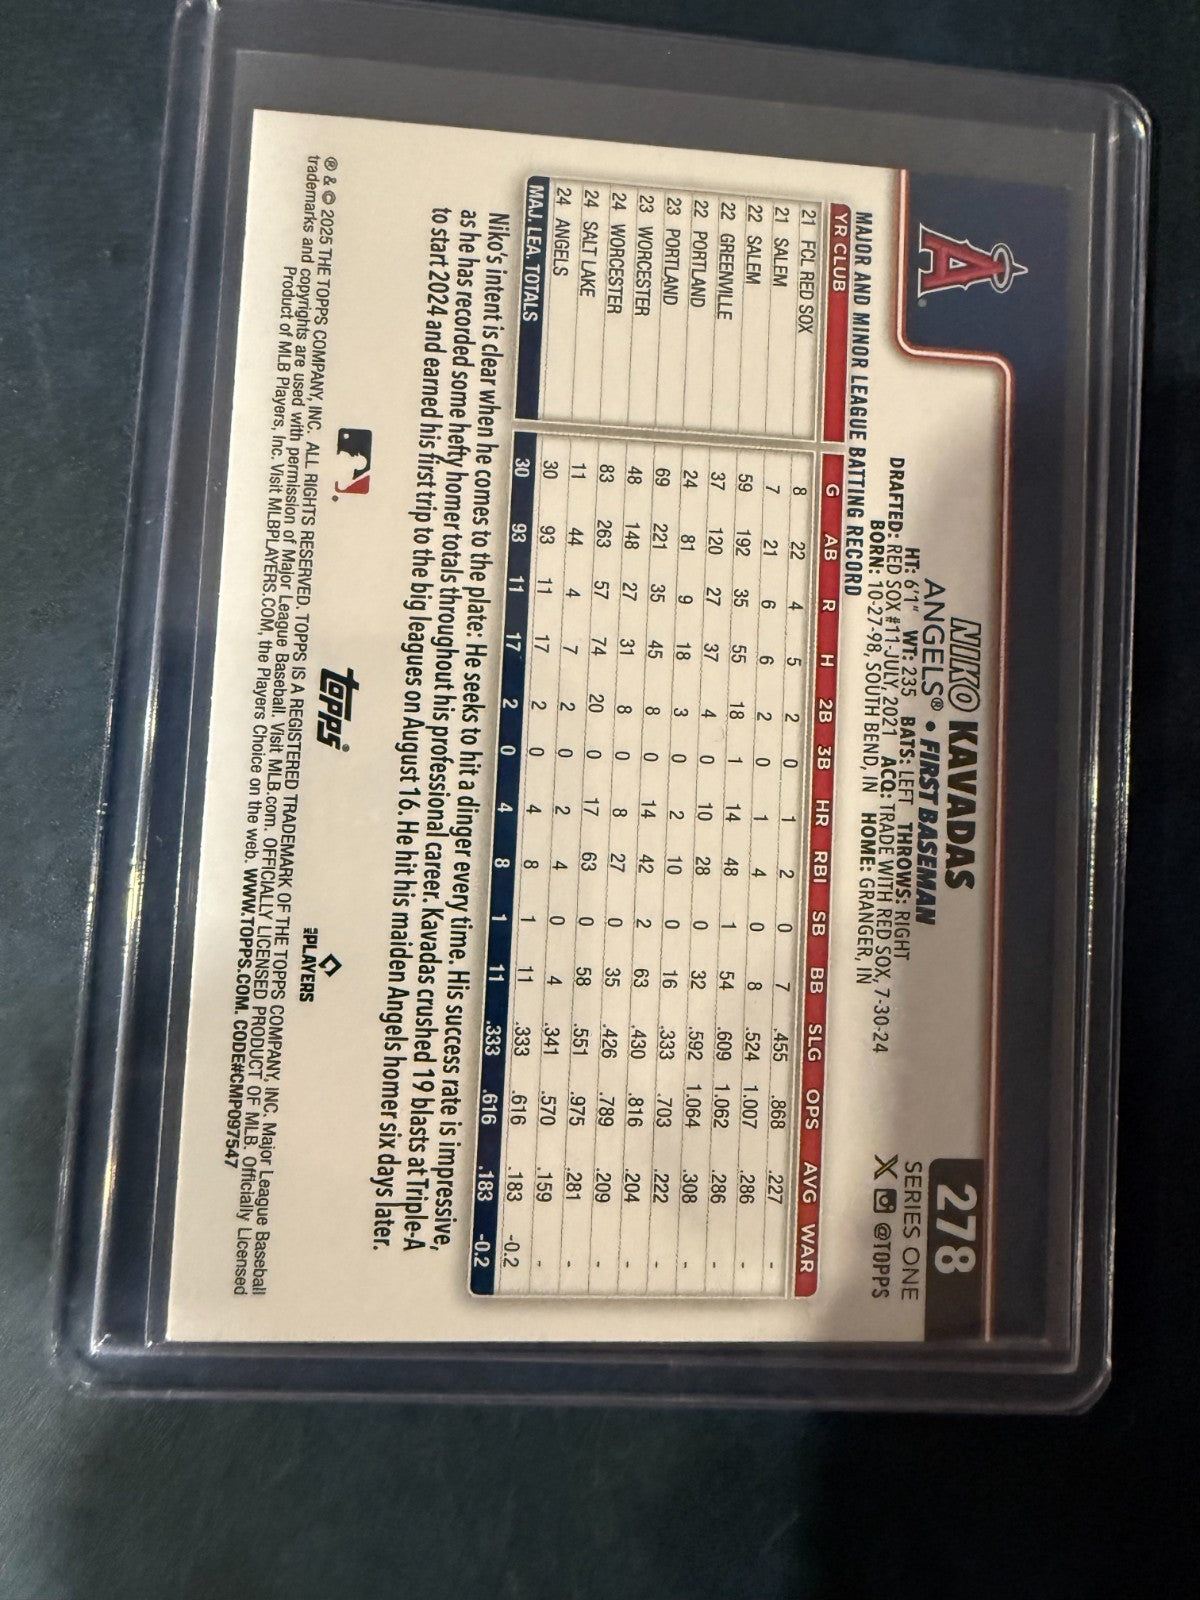 A
278
SERIES ONE
X @TOPPS
NIKO KAVADAS
ANGELS® • FIRST BASEMAN
HT: 6'1" WT: 235 BATS: LEFT THROWS: RIGHT
DRAFTED: RED SOX #11-JULY, 2021 ACQ: TRADE WITH RED SOX, 7-30-24
BORN: 10-27-98, SOUTH BEND, IN HOME: GRANGER, IN
MAJOR AND MINOR LEAGUE BATTING RECORD
YR CLUB G AB R H 2B 3B HR RBI SB BB SLG OPS AVG WAR
21 FCL RED SOX 8 22 4 5 2 0 1 2 0 7 .455 .868 .227 -
21 SALEM 7 21 6 6 2 0 1 4 0 8 .524 1.007 .286 -
22 SALEM 59 192 35 55 18 1 14 48 1 54 .609 1.062 .286 -
22 GREENVILLE 37 120 27 37 4 0 10 28 0 32 .592 1.064 .308 -
22 PORTLAND 24 81 9 18 3 0 2 10 0 16 .333 .703 .222 -
23 PORTLAND 69 221 35 45 8 0 14 42 2 63 .430 .816 .204 -
23 WORCESTER 48 148 27 31 8 0 8 27 0 35 .426 .789 .209 -
24 WORCESTER 83 263 57 74 20 0 17 63 0 58 .551 .975 .281 -
24 SALT LAKE 11 44 4 7 2 0 2 4 0 4 .341 .570 .159 -
24 ANGELS 30 93 11 17 2 0 4 8 1 11 .333 .616 .183 -0.2
MAJ. LEA. TOTALS 30 93 11 17 2 0 4 8 1 11 .333 .616 .183 -0.2
Niko's intent is clear when he comes to the plate: He seeks to hit a dinger every time. His success rate is impressive,
as he has recorded some hefty homer totals throughout his professional career. Kavadas crushed 19 blasts at Triple-A
to start 2024 and earned his first trip to the big leagues on August 16. He hit his maiden Angels homer six days later.
topps®
MLB PLAYERS
® & © 2025 THE TOPPS COMPANY, INC. ALL RIGHTS RESERVED. TOPPS IS A REGISTERED TRADEMARK OF THE TOPPS COMPANY, INC. Major League Baseball
trademarks and copyrights are used with permission of Major League Baseball. Visit MLB.com. OFFICIALLY LICENSED PRODUCT OF MLB. Officially Licensed
Product of MLB Players, Inc. Visit MLBPLAYERS.COM, the Players Choice on the web. WWW.TOPPS.COM. CODE#CMP097547